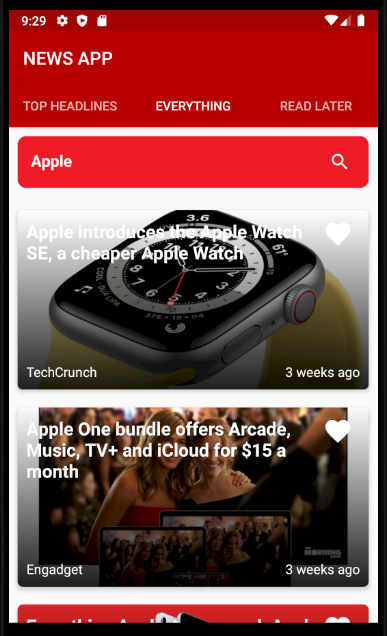 9:29
NEWS APP
TOP HEADLINES EVERYTHING READ LATER
Apple
Apple introduces the Apple Watch
SE, a cheaper Apple Watch
TechCrunch 3 weeks ago
Apple One bundle offers Arcade,
Music, TV+ and iCloud for $15 a
month
Engadget 3 weeks ago